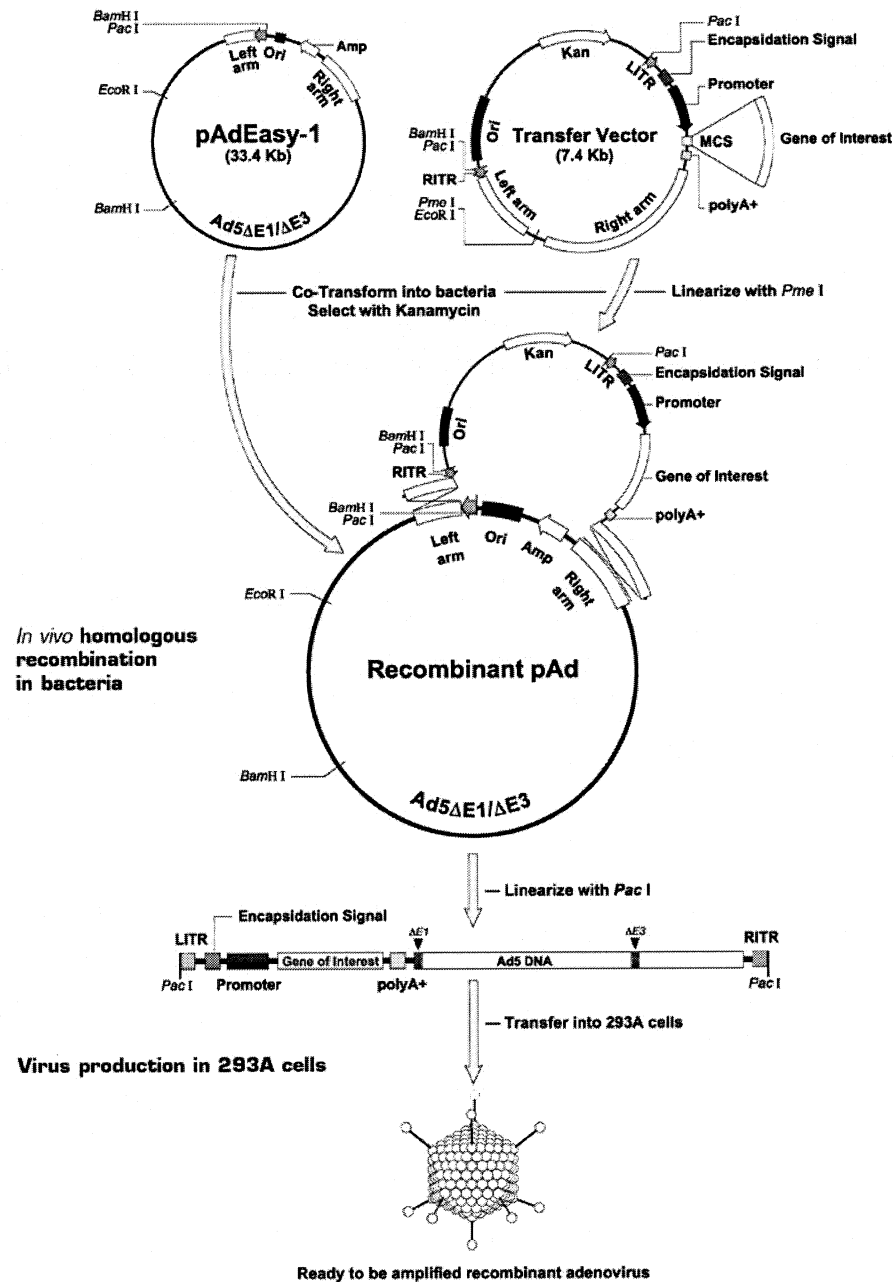 BamH I
Pac I
Left arm
Ori
Amp
Right arm
EcoR I
pAdEasy-1
(33.4 Kb)
BamH I
Ad5ΔE1/ΔE3
Kan
Pac I
LITR
Encapsidation Signal
Promoter
MCS
Gene of Interest
polyA+
Ori
Transfer Vector
(7.4 Kb)
BamH I
Pac I
RITR
Left arm
Pme I
EcoR I
Right arm
Co-Transform into bacteria
Select with Kanamycin
Linearize with Pme I
Kan
Pac I
LITR
Encapsidation Signal
Promoter
Ori
BamH I
Pac I
RITR
Gene of Interest
polyA+
BamH I
Pac I
Left
arm
Ori
Amp
Right
arm
EcoR I
In vivo homologous
recombination
in bacteria
Recombinant pAd
BamH I
Ad5ΔE1/ΔE3
Linearize with Pac I
Encapsidation Signal
LITR
ΔE1
ΔE3
RITR
Gene of Interest
Ad5 DNA
Pac I
Promoter
polyA+
Pac I
Transfer into 293A cells
Virus production in 293A cells
Ready to be amplified recombinant adenovirus